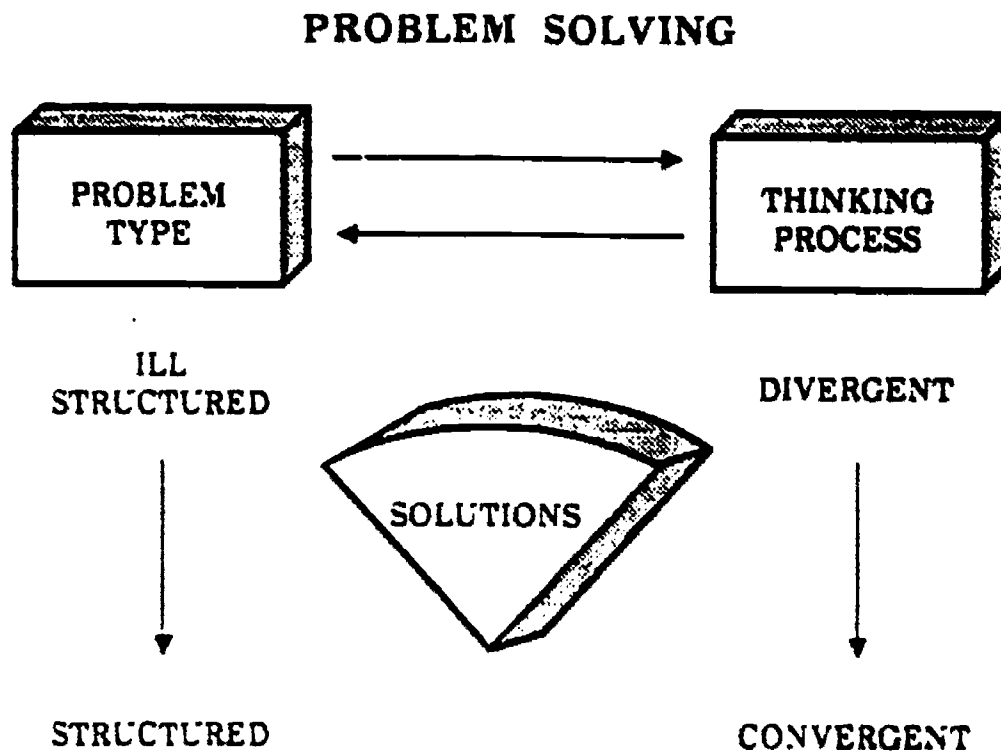 PROBLEM SOLVING
PROBLEM
TYPE
THINKING
PROCESS
ILL
STRUCTURED
DIVERGENT
SOLUTIONS
STRUCTURED
CONVERGENT